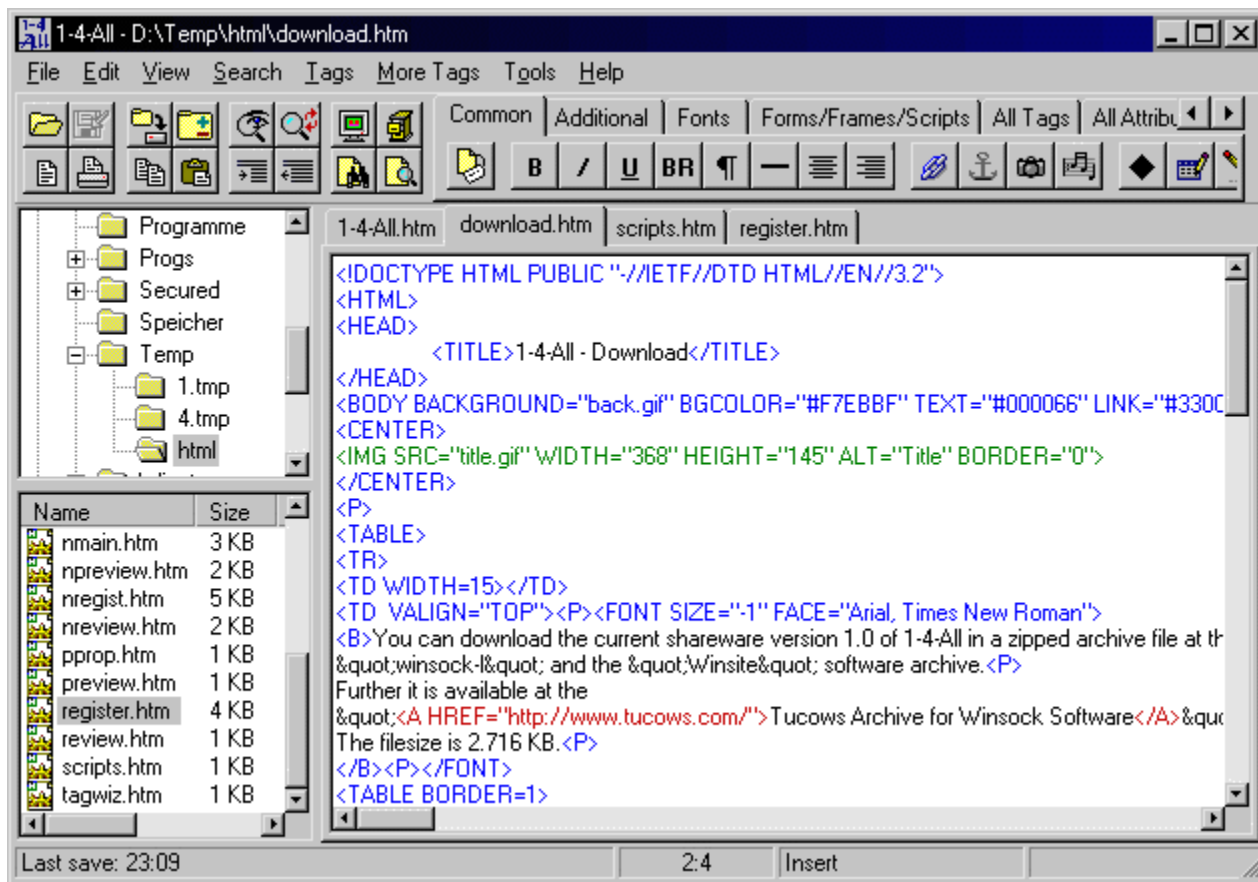 1-4-All - D:\Temp\html\download.htm
File Edit View Search Tags More Tags Tools Help
Common Additional Fonts Forms/Frames/Scripts All Tags All Attribu
B I U BR ¶
Programme
Progs
Secured
Speicher
Temp
1.tmp
4.tmp
html
Name Size
nmain.htm 3 KB
npreview.htm 2 KB
nregist.htm 5 KB
nreview.htm 2 KB
pprop.htm 1 KB
preview.htm 1 KB
register.htm 4 KB
review.htm 1 KB
scripts.htm 1 KB
tagwiz.htm 1 KB
1-4-All.htm download.htm scripts.htm register.htm
<!DOCTYPE HTML PUBLIC "-//IETF//DTD HTML//EN//3.2">
<HTML>
<HEAD>
<TITLE>1-4-All - Download</TITLE>
</HEAD>
<BODY BACKGROUND="back.gif" BGCOLOR="#F7EBBF" TEXT="#000066" LINK="#330
<CENTER>
<IMG SRC="title.gif" WIDTH="368" HEIGHT="145" ALT="Title" BORDER="0">
</CENTER>
<P>
<TABLE>
<TR>
<TD WIDTH=15></TD>
<TD  VALIGN="TOP"><P><FONT SIZE="-1" FACE="Arial, Times New Roman">
<B>You can download the current shareware version 1.0 of 1-4-All in a zipped archive file at th
&quot;winsock-l&quot; and the &quot;Winsite&quot; software archive.<P>
Further it is available at the
&quot;<A HREF="http://www.tucows.com/">Tucows Archive for Winsock Software</A>&quo
The filesize is 2.716 KB.<P>
</B><P></FONT>
<TABLE BORDER=1>
Last save: 23:09 2:4 Insert